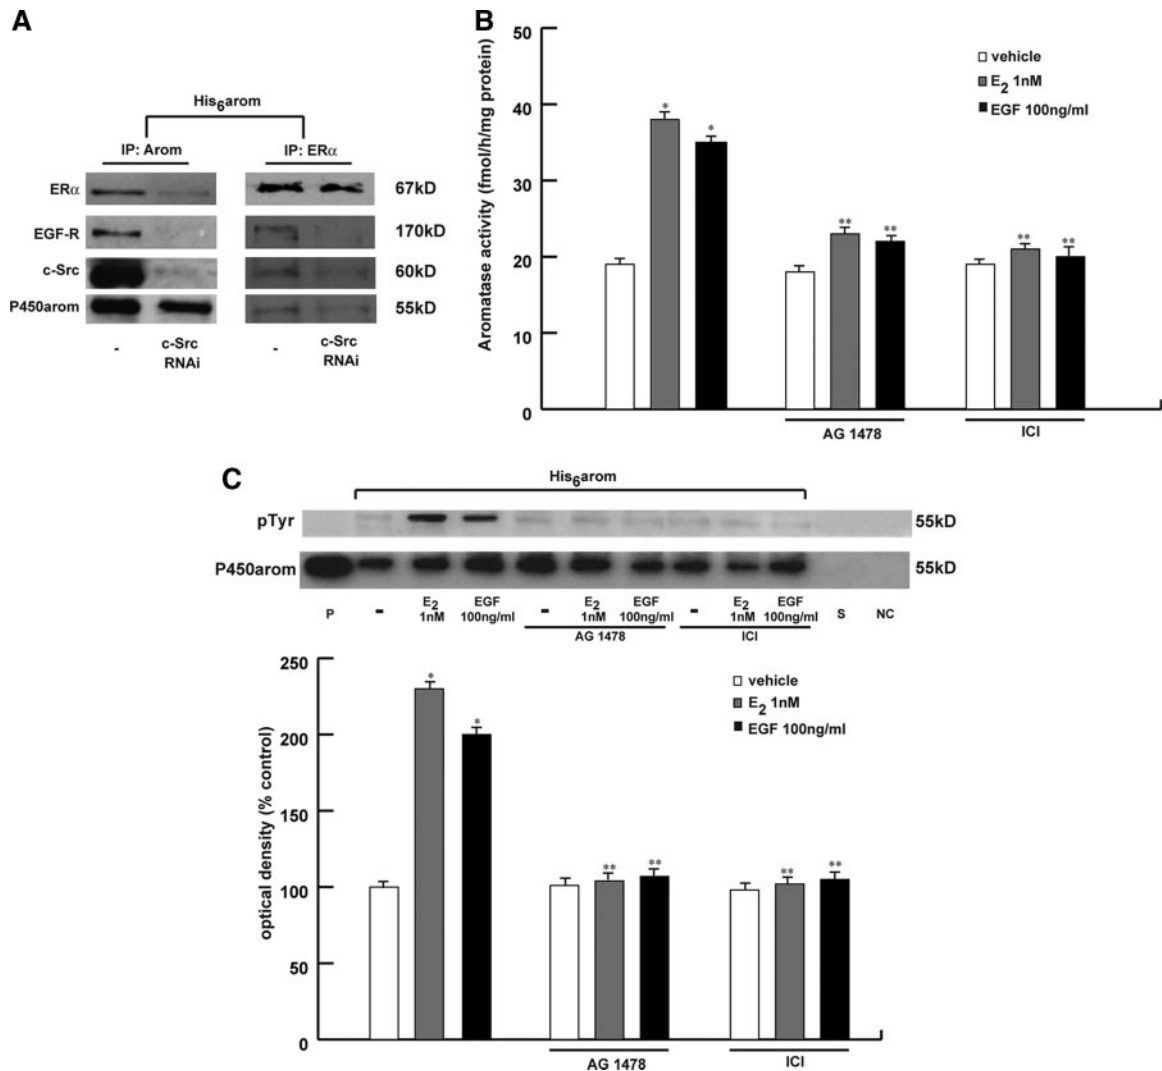 A
His6arom
IP: Arom IP: ERα
ERα 67kD
EGF-R 170kD
c-Src 60kD
P450arom 55kD
- c-Src RNAi - c-Src RNAi
B
Aromatase activity (fmol/h/mg protein)
50
40
30
20
10
0
vehicle
E2 1nM
EGF 100ng/ml
* *
** **
** **
AG 1478 ICI
C
His6arom
pTyr 55kD
P450arom 55kD
P - E2 1nM EGF 100ng/ml - E2 1nM EGF 100ng/ml - E2 1nM EGF 100ng/ml S NC
AG 1478 ICI
optical density (% control)
250
200
150
100
50
0
vehicle
E2 1nM
EGF 100ng/ml
* *
** **
** **
AG 1478 ICI